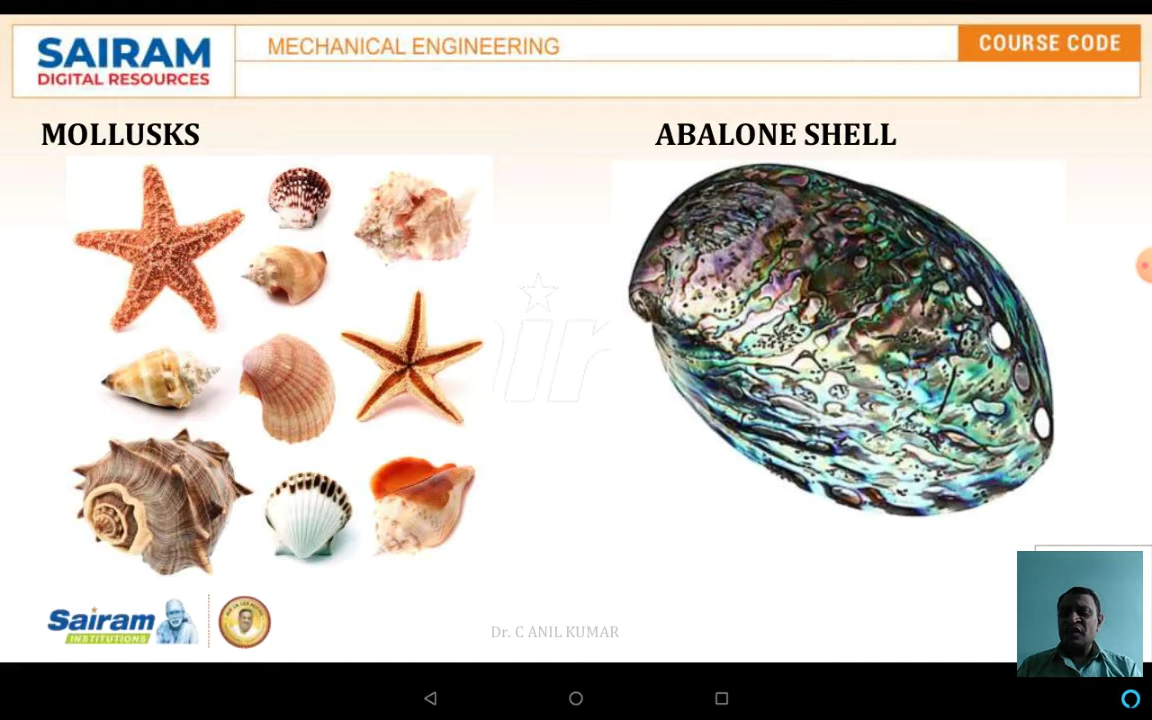 SAIRAM
DIGITAL RESOURCES
MECHANICAL ENGINEERING
COURSE CODE
MOLLUSKS
ABALONE SHELL
Sairam
INSTITUTIONS
Dr. C ANIL KUMAR